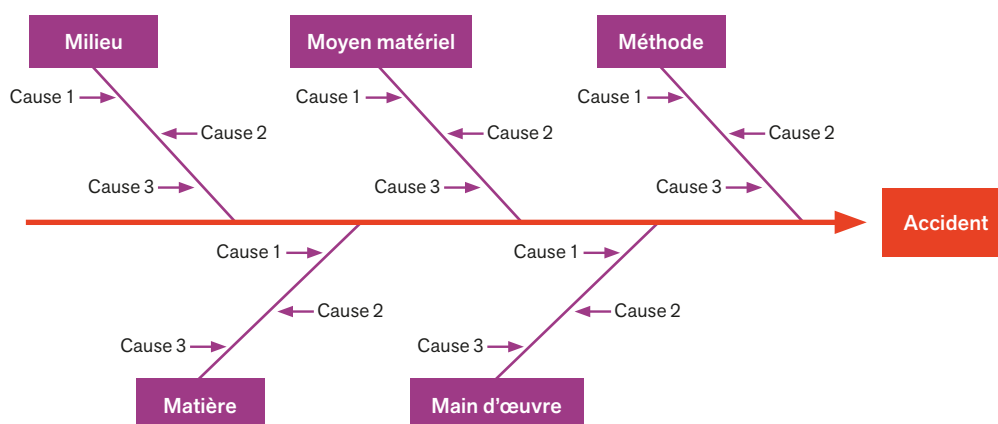 Milieu
Moyen matériel
Méthode
Cause 1
Cause 1
Cause 1
Cause 2
Cause 2
Cause 2
Cause 3
Cause 3
Cause 3
Accident
Cause 1
Cause 1
Cause 2
Cause 2
Cause 3
Cause 3
Matière
Main d'œuvre